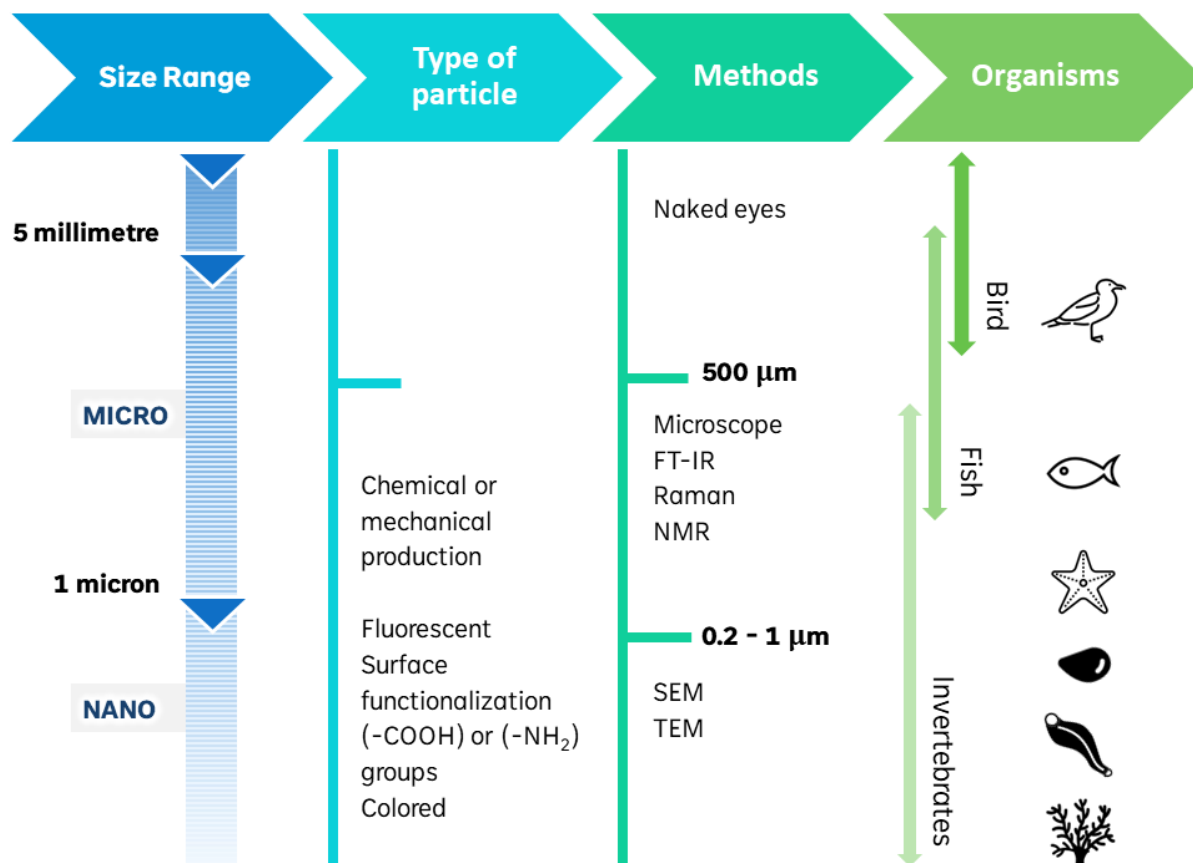 Size Range
Type of
particle
Methods
Organisms
5 millimetre
MICRO
1 micron
NANO
Chemical or
mechanical
production
Fluorescent
Surface
functionalization
(-COOH) or (-NH₂)
groups
Colored
Naked eyes
500 μm
Microscope
FT-IR
Raman
NMR
0.2 - 1 μm
SEM
TEM
Bird
Fish
Invertebrates